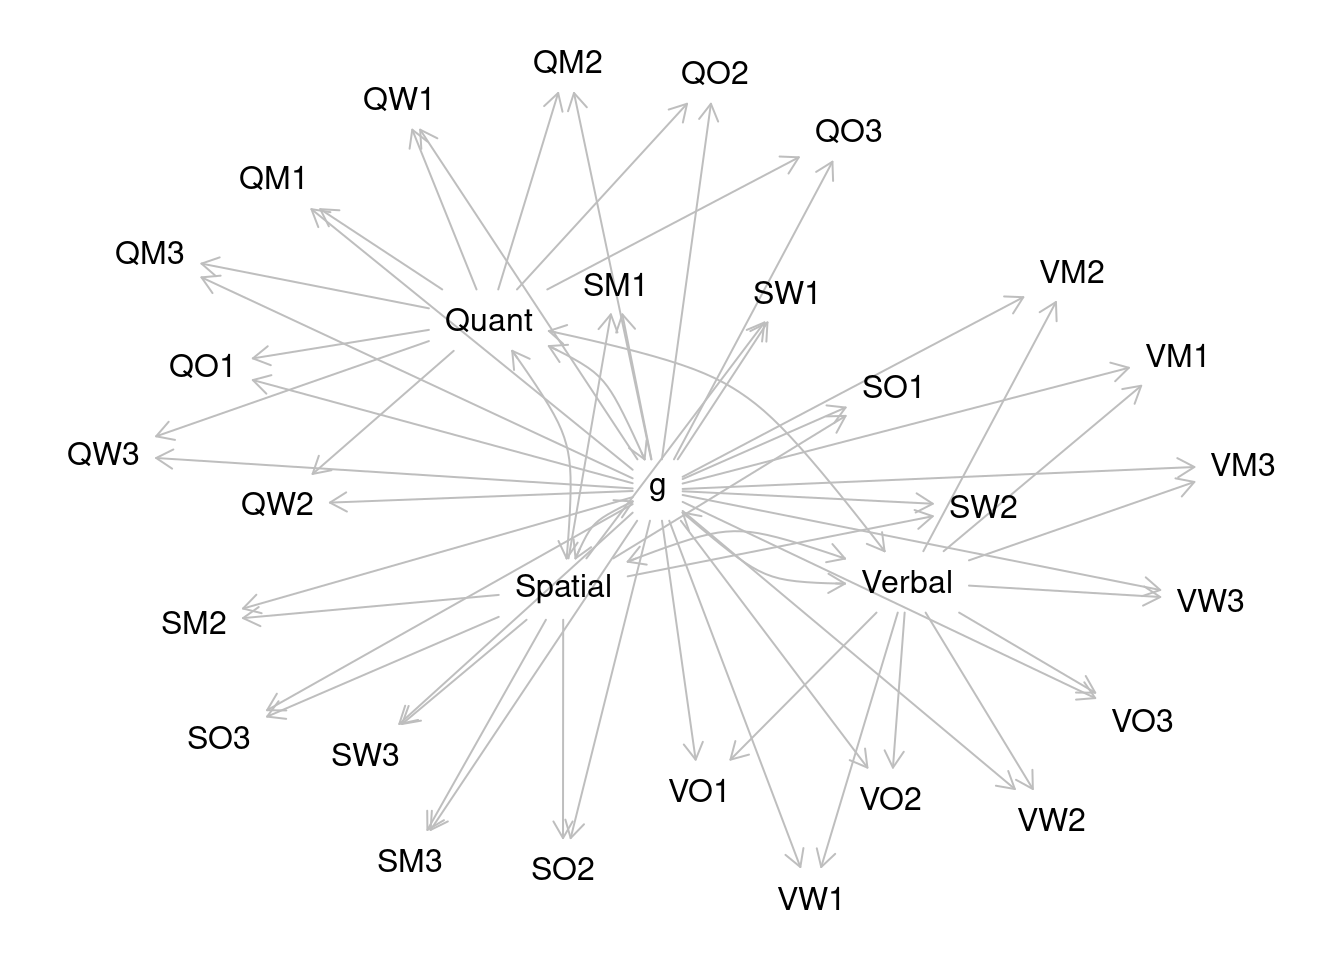 QM2
QO2
QW1
QO3
QM1
QM3
VM2
SM1
SW1
Quant
VM1
QO1
SO1
QW3
VM3
g
QW2
SW2
Spatial
Verbal
VW3
SM2
VO3
SO3
SW3
VO1
VO2
VW2
SM3
SO2
VW1